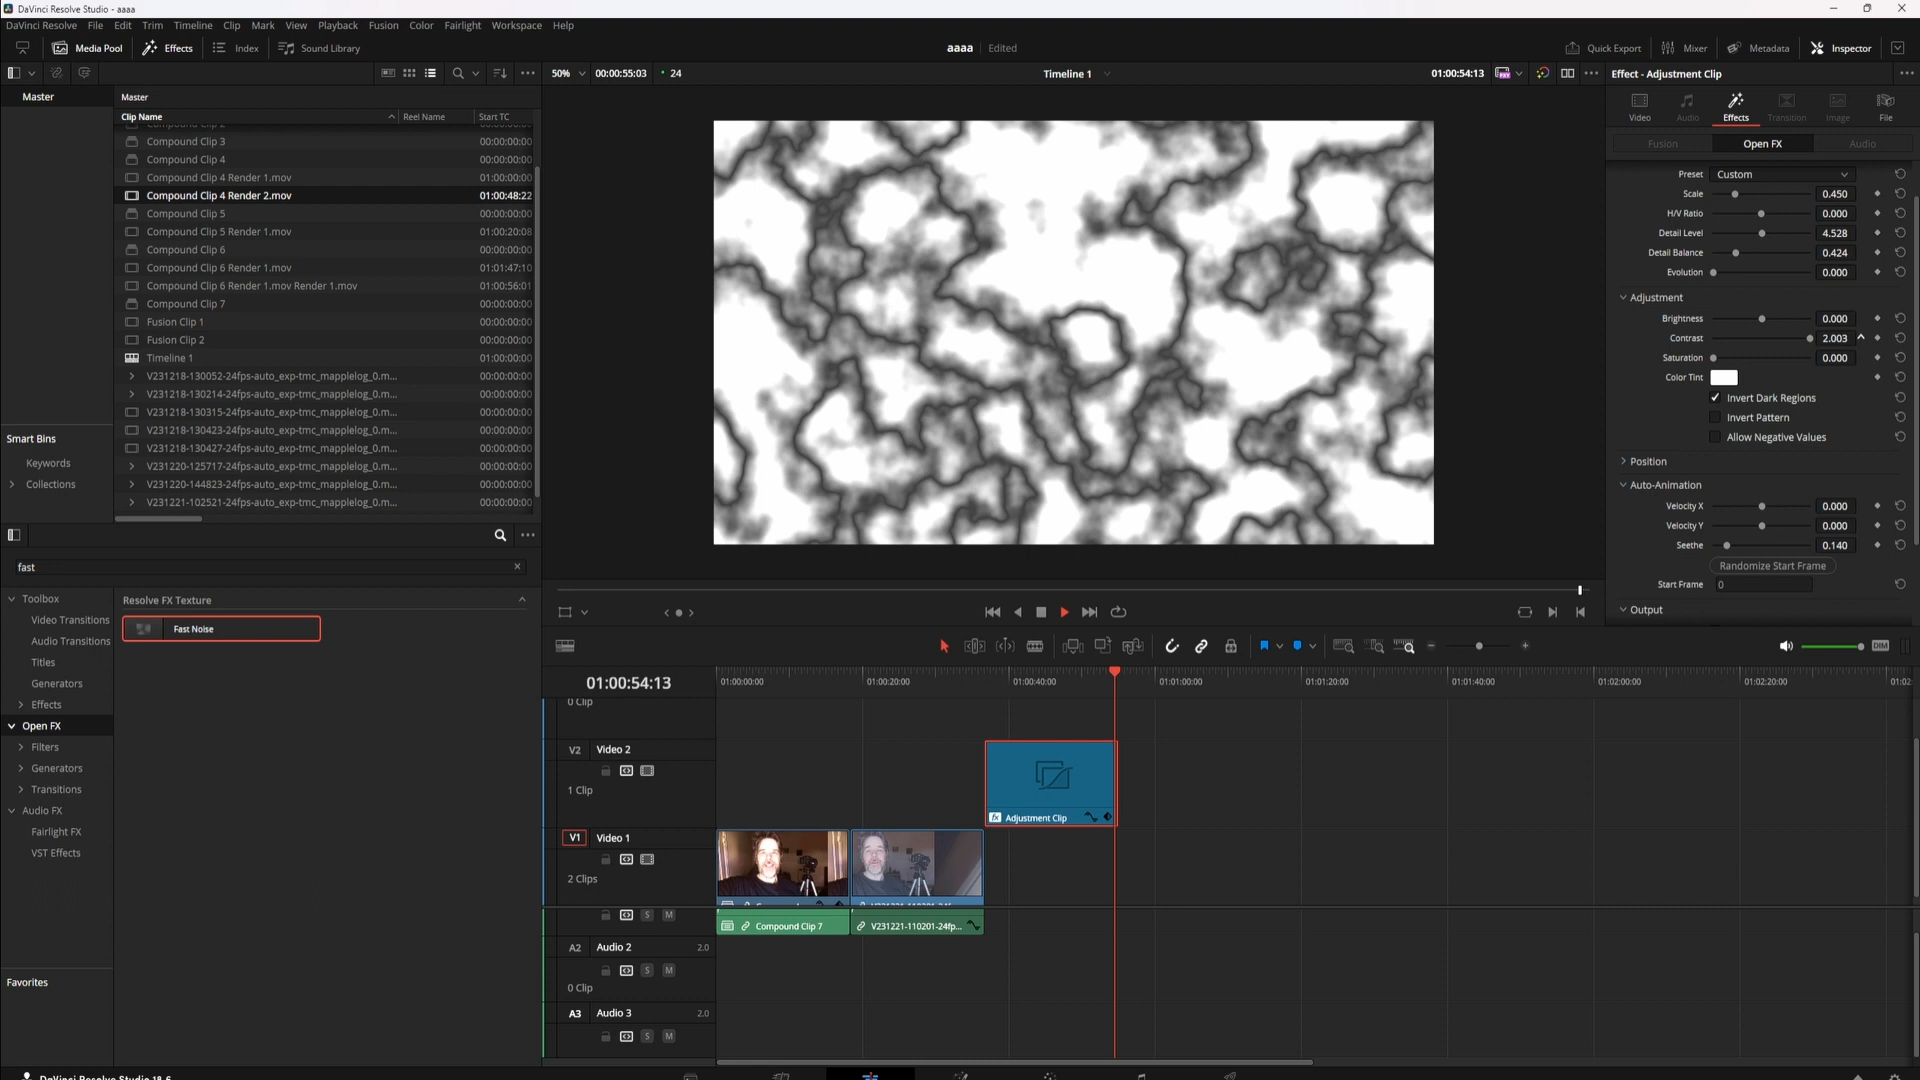 DaVinci Resolve Studio - aaaa
DaVinci Resolve File Edit Trim Timeline Clip Mark View Playback Fusion Color Fairlight Workspace Help
Media Pool Effects Index Sound Library aaaa Edited Quick Export Mixer Metadata Inspector
50% 00:00:55:03 24 Timeline 1 01:00:54:13 Effect - Adjustment Clip
Master Master
Clip Name Reel Name Start TC
Compound Clip 2 00:00:00:00
Compound Clip 3 00:00:00:00
Compound Clip 4 00:00:00:00
Compound Clip 4 Render 1.mov 01:00:00:00
Compound Clip 4 Render 2.mov 01:00:48:22
Compound Clip 5 00:00:00:00
Compound Clip 5 Render 1.mov 01:00:20:08
Compound Clip 6 00:00:00:00
Compound Clip 6 Render 1.mov 01:01:47:10
Compound Clip 6 Render 1.mov Render 1.mov 01:00:56:01
Compound Clip 7 00:00:00:00
Fusion Clip 1 00:00:00:00
Fusion Clip 2 00:00:00:00
Timeline 1 01:00:00:00
V231218-130052-24fps-auto_exp-tmc_mapplelog_0.m... 00:00:00:00
V231218-130214-24fps-auto_exp-tmc_mapplelog_0.m... 00:00:00:00
V231218-130315-24fps-auto_exp-tmc_mapplelog_0.m... 00:00:00:00
V231218-130423-24fps-auto_exp-tmc_mapplelog_0.m... 00:00:00:00
V231218-130427-24fps-auto_exp-tmc_mapplelog_0.m... 00:00:00:00
V231220-125717-24fps-auto_exp-tmc_mapplelog_0.m... 00:00:00:00
V231220-144823-24fps-auto_exp-tmc_mapplelog_0.m... 00:00:00:00
V231221-102521-24fps-auto_exp-tmc_mapplelog_0.m... 00:00:00:00
Smart Bins
Keywords
Collections
Video Audio Effects Transition Image File
Fusion Open FX Audio
Preset Custom
Scale 0.450
H/V Ratio 0.000
Detail Level 4.528
Detail Balance 0.424
Evolution 0.000
Adjustment
Brightness 0.000
Contrast 2.003
Saturation 0.000
Color Tint
Invert Dark Regions
Invert Pattern
Allow Negative Values
Position
Auto-Animation
Velocity X 0.000
Velocity Y 0.000
Seethe 0.140
Randomize Start Frame
Start Frame 0
Output
fast
Toolbox
Video Transitions
Audio Transitions
Titles
Generators
Effects
Open FX
Filters
Generators
Transitions
Audio FX
Fairlight FX
VST Effects
Favorites
Resolve FX Texture
Fast Noise
DIM
01:00:54:13 01:00:00:00 01:00:20:00 01:00:40:00 01:01:00:00 01:01:20:00 01:01:40:00 01:02:00:00 01:02:20:00 01:02
0 Clip
V2 Video 2
1 Clip
fx Adjustment Clip
V1 Video 1
2 Clips
S M
Compound Clip 7 V231221-110201-24fp...
A2 Audio 2 2.0
S M
0 Clip
A3 Audio 3 2.0
S M
DaVinci Resolve Studio 18.6